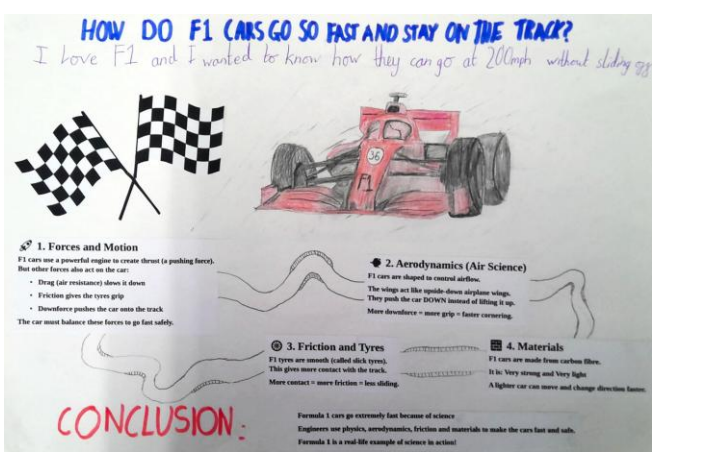 HOW DO F1 CARS GO SO FAST AND STAY ON THE TRACK?
I love F1 and I wanted to know how they can go at 200mph without sliding off
36
F1
1. Forces and Motion
F1 cars use a powerful engine to create thrust (a pushing force).
But other forces also act on the car:
• Drag (air resistance) slows it down
• Friction gives the tyres grip
• Downforce pushes the car onto the track
The car must balance these forces to go fast safely.
2. Aerodynamics (Air Science)
F1 cars are shaped to control airflow.
The wings act like upside-down airplane wings.
They push the car DOWN instead of lifting it up.
More downforce = more grip = faster cornering.
3. Friction and Tyres
F1 tyres are smooth (called slick tyres).
This gives more contact with the track.
More contact = more friction = less sliding.
4. Materials
F1 cars are made from carbon fibre.
It is: Very strong and Very light
A lighter car can move and change direction faster.
CONCLUSION:
Formula 1 cars go extremely fast because of science
Engineers use physics, aerodynamics, friction and materials to make the cars fast and safe.
Formula 1 is a real-life example of science in action!